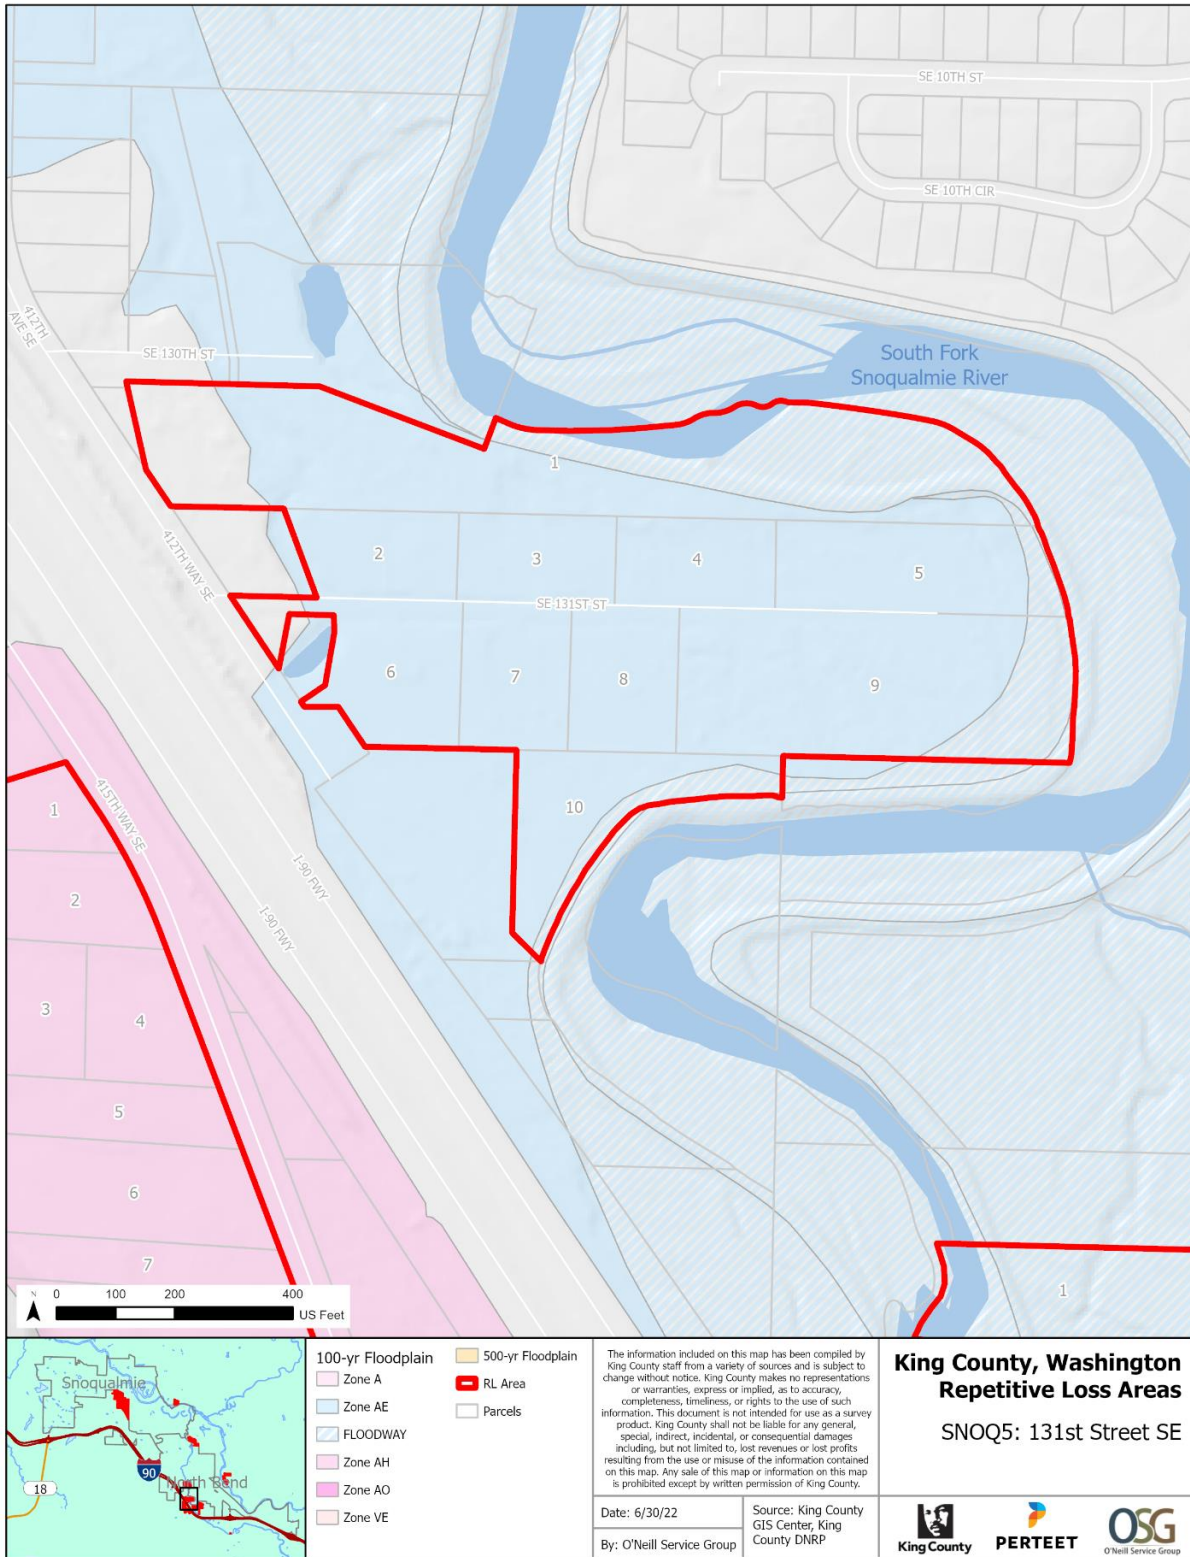 SE 10TH ST
SE 10TH CIR
412TH
AVE SE
SE 130TH ST
South Fork
Snoqualmie River
1
2
3
4
5
412TH WAY SE
SE 131ST ST
6
7
8
9
10
415TH WAY SE
I-90 FWY
I-90 FWY
1
2
3
4
5
6
7
1
N
0 100 200 400
US Feet
Snoqualmie
90
North Bend
18
100-yr Floodplain
Zone A
Zone AE
FLOODWAY
Zone AH
Zone AO
Zone VE
500-yr Floodplain
RL Area
Parcels
The information included on this map has been compiled by
King County staff from a variety of sources and is subject to
change without notice. King County makes no representations
or warranties, express or implied, as to accuracy,
completeness, timeliness, or rights to the use of such
information. This document is not intended for use as a survey
product. King County shall not be liable for any general,
special, indirect, incidental, or consequential damages
including, but not limited to, lost revenues or lost profits
resulting from the use or misuse of the information contained
on this map. Any sale of this map or information on this map
is prohibited except by written permission of King County.
Date: 6/30/22
By: O'Neill Service Group
Source: King County
GIS Center, King
County DNRP
King County, Washington
Repetitive Loss Areas
SNOQ5: 131st Street SE
King County
PERTEET
OSG
O'Neill Service Group